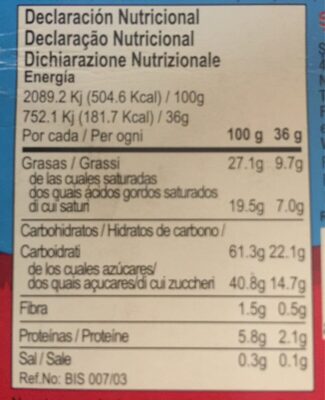 Declaración Nutricional
Declaração Nutricional
Dichiarazione Nutrizionale
Energía
2089.2 Kj (504.6 Kcal) / 100g
752.1 Kj (181.7 Kcal) / 36g
Por cada / Per ogni 100 g 36 g
Grasas / Grassi 27.1g 9.7g
de las cuales saturadas
dos quais ácidos gordos saturados
di cui saturi 19.5g 7.0g
Carbohidratos / Hidratos de carbono /
Carboidrati 61.3g 22.1g
de los cuales azúcares/
dos quais açucares/di cui zuccheri 40.8g 14.7g
Fibra 1.5g 0.5g
Proteínas / Proteine 5.8g 2.1g
Sal / Sale 0.3g 0.1g
Ref.No: BIS 007/03